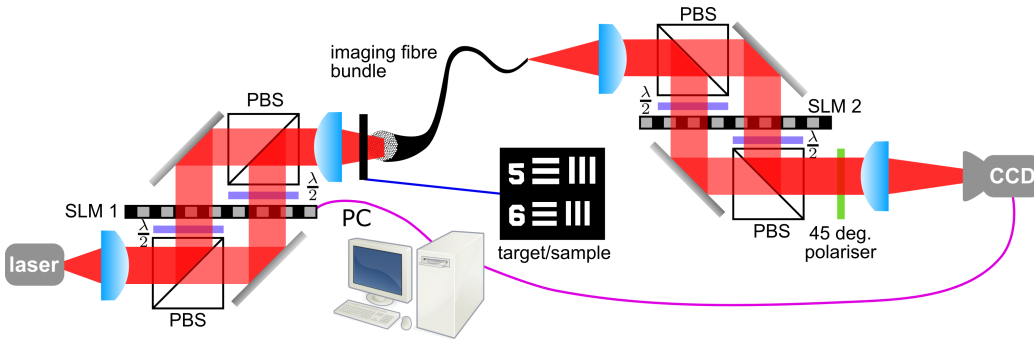 PBS
imaging fibre
bundle
λ/2
SLM 2
PBS
λ/2
λ/2
CCD
SLM 1
PC
5
6
λ/2
laser
target/sample
PBS
45 deg.
polariser
PBS